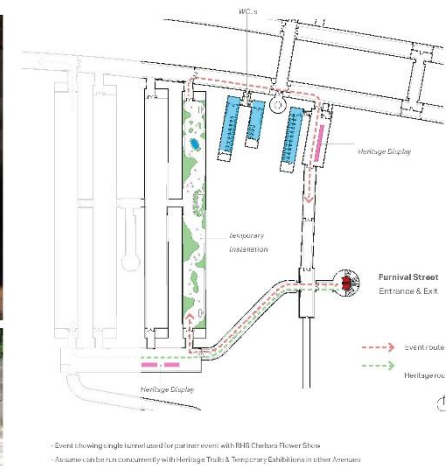 WC.s
Heritage Display
temporary
installation
Furnival Street
Entrance & Exit
Event route
Heritage rou
Heritage Display
- Event showing single tunnel used for partner event with RHS Chelsea Flower Show
- Assume can be run concurrently with Heritage Trails & Temporary Exhibitions in other Avenues